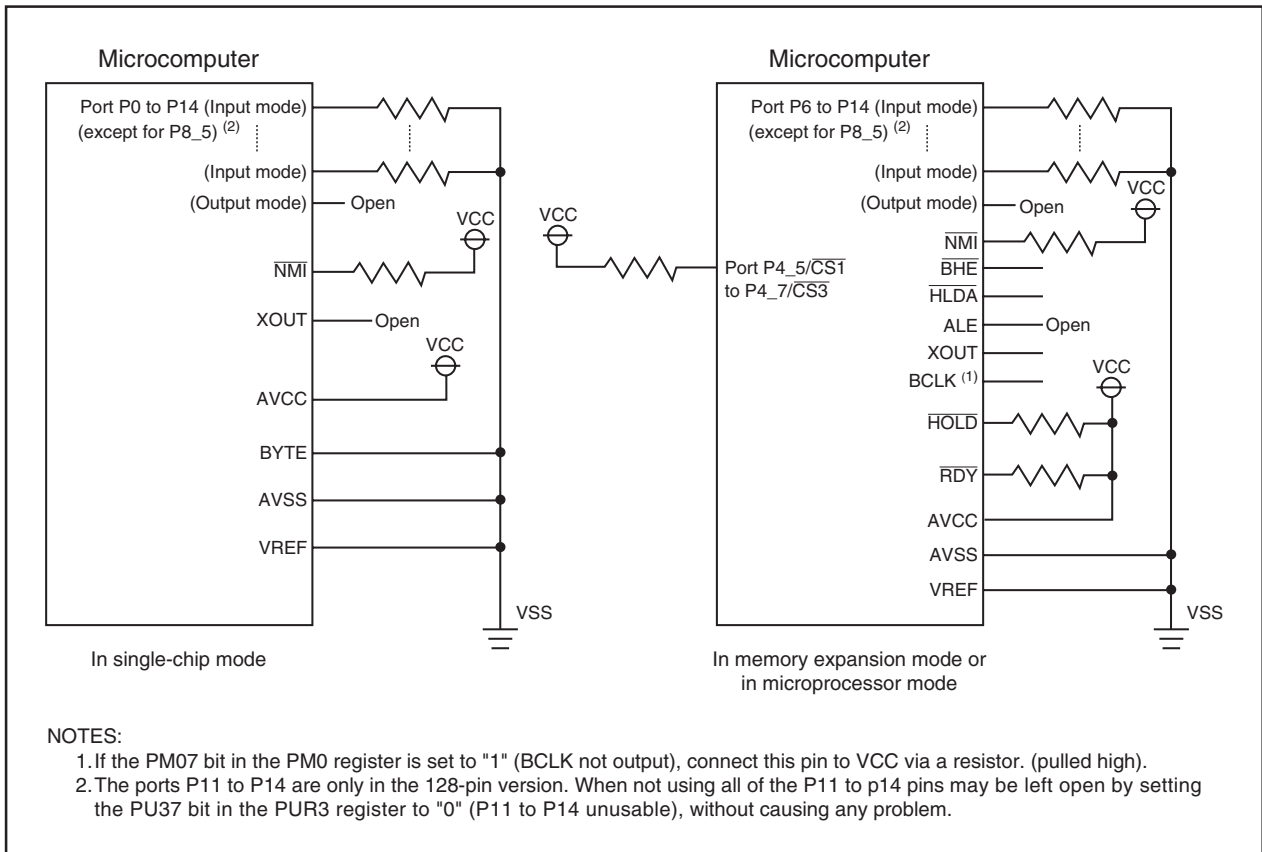 Microcomputer
Port P0 to P14 (Input mode)
(except for P8_5) (2)
(Input mode)
(Output mode)
Open
VCC
NMI
XOUT
Open
VCC
AVCC
BYTE
AVSS
VREF
VSS
In single-chip mode
Microcomputer
VCC
Port P4_5/CS1
to P4_7/CS3
Port P6 to P14 (Input mode)
(except for P8_5) (2)
(Input mode)
(Output mode)
Open
VCC
NMI
BHE
HLDA
ALE
Open
XOUT
BCLK (1)
VCC
HOLD
RDY
AVCC
AVSS
VREF
VSS
In memory expansion mode or
in microprocessor mode
NOTES:
1. If the PM07 bit in the PM0 register is set to "1" (BCLK not output), connect this pin to VCC via a resistor. (pulled high).
2. The ports P11 to P14 are only in the 128-pin version. When not using all of the P11 to p14 pins may be left open by setting
the PU37 bit in the PUR3 register to "0" (P11 to P14 unusable), without causing any problem.